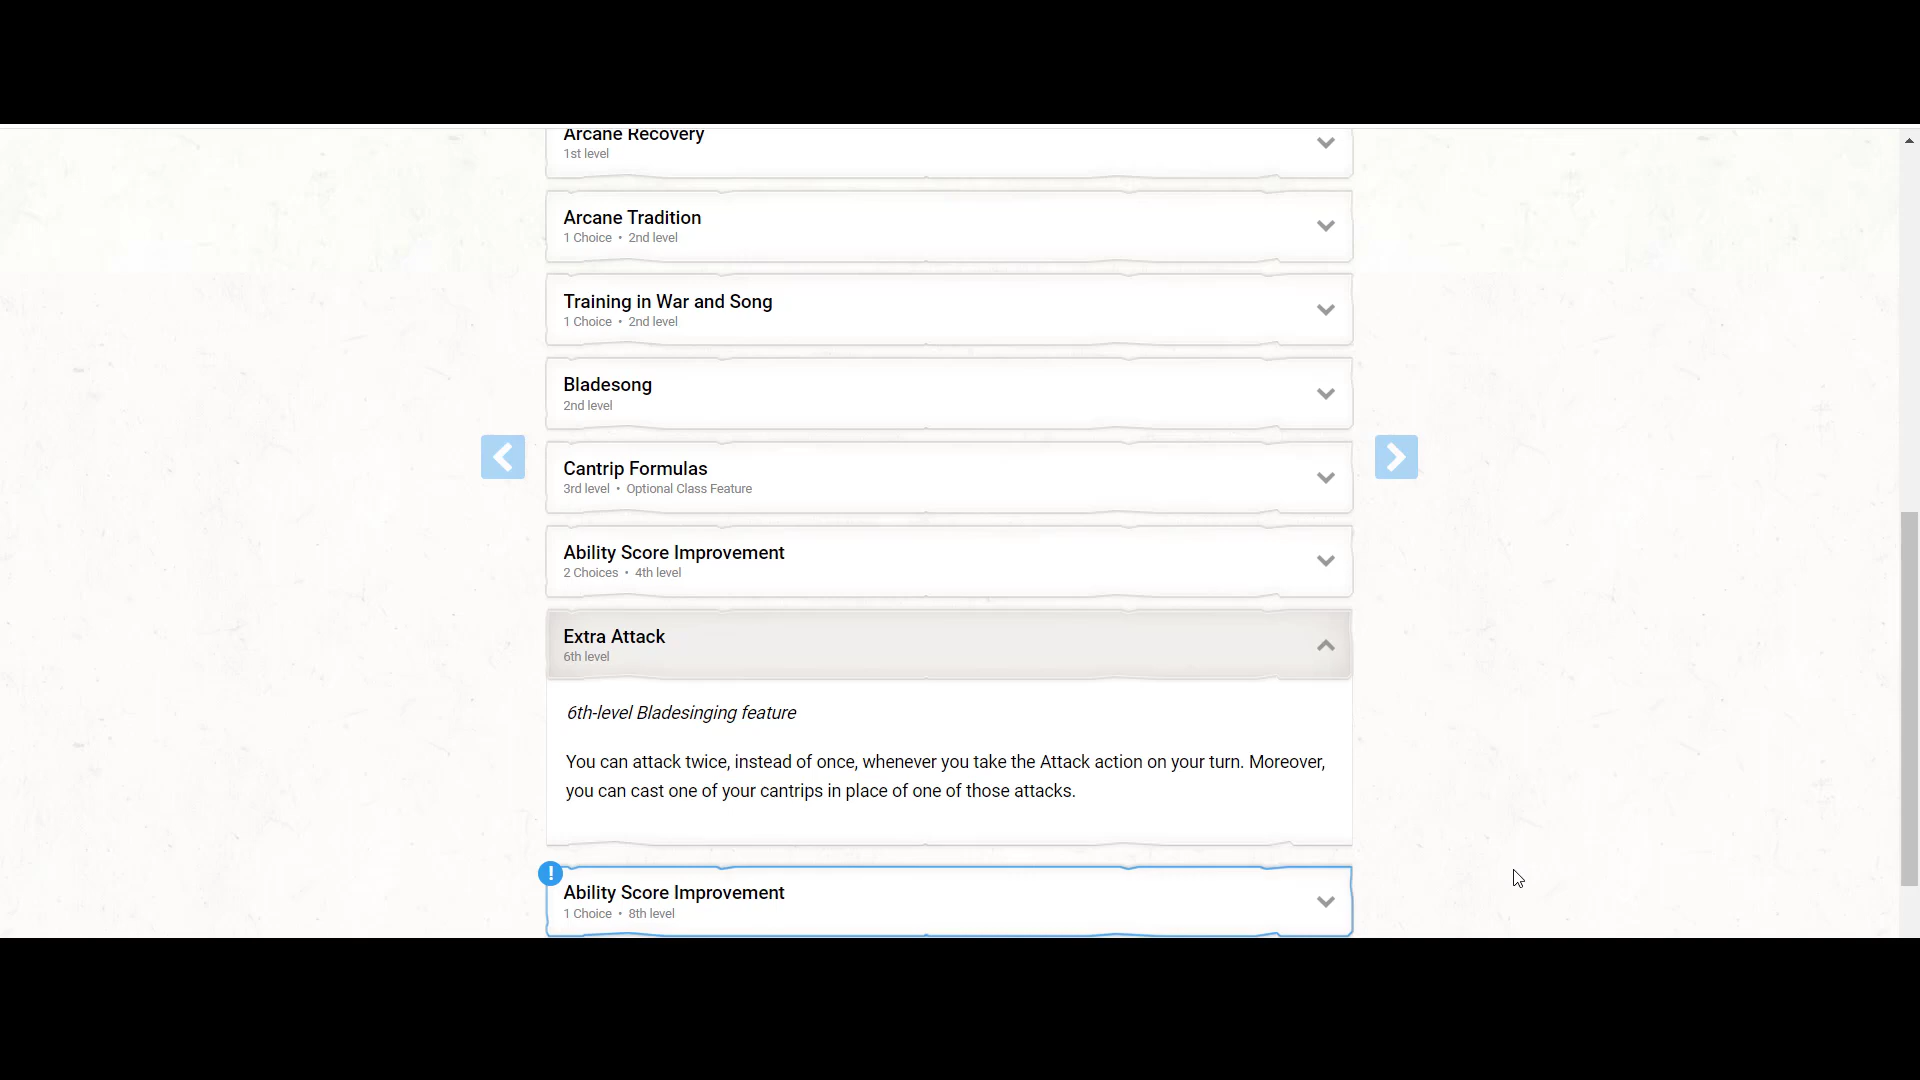 Arcane Recovery
1st level
Arcane Tradition
1 Choice • 2nd level
Training in War and Song
1 Choice • 2nd level
Bladesong
2nd level
Cantrip Formulas
3rd level • Optional Class Feature
Ability Score Improvement
2 Choices • 4th level
Extra Attack
6th level
6th-level Bladesinging feature
You can attack twice, instead of once, whenever you take the Attack action on your turn. Moreover,
you can cast one of your cantrips in place of one of those attacks.
!
Ability Score Improvement
1 Choice • 8th level